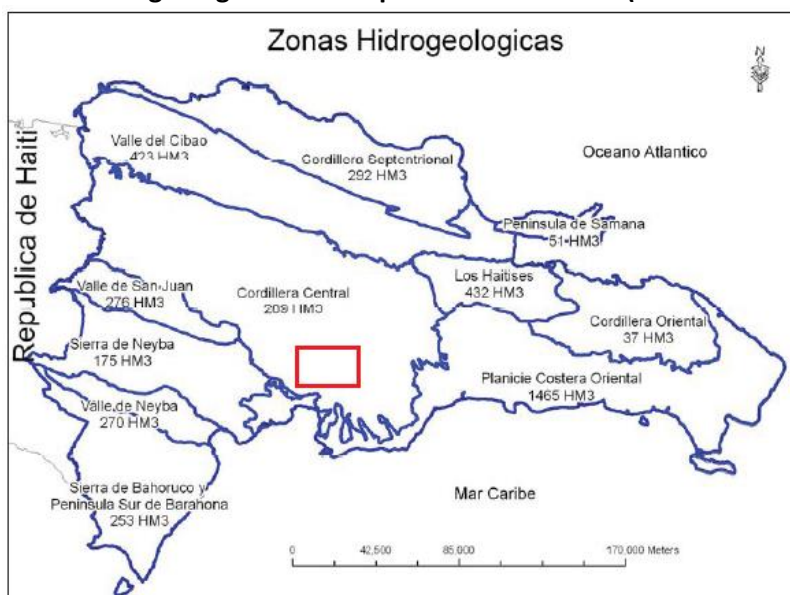 Zonas Hidrogeologicas
N
Valle del Cibao
423 HM3
Cordillera Septentrional
292 HM3
Oceano Atlantico
Republica de Haiti
Peninsula de Samana
51 HM3
Valle de San Juan
276 HM3
Cordillera Central
209 HM3
Los Haitises
432 HM3
Cordillera Oriental
37 HM3
Sierra de Neyba
175 HM3
Planicie Costera Oriental
1465 HM3
Valle de Neyba
270 HM3
Sierra de Bahoruco y
Peninsula Sur de Barahona
253 HM3
Mar Caribe
0 42,500 85,000 170,000 Meters